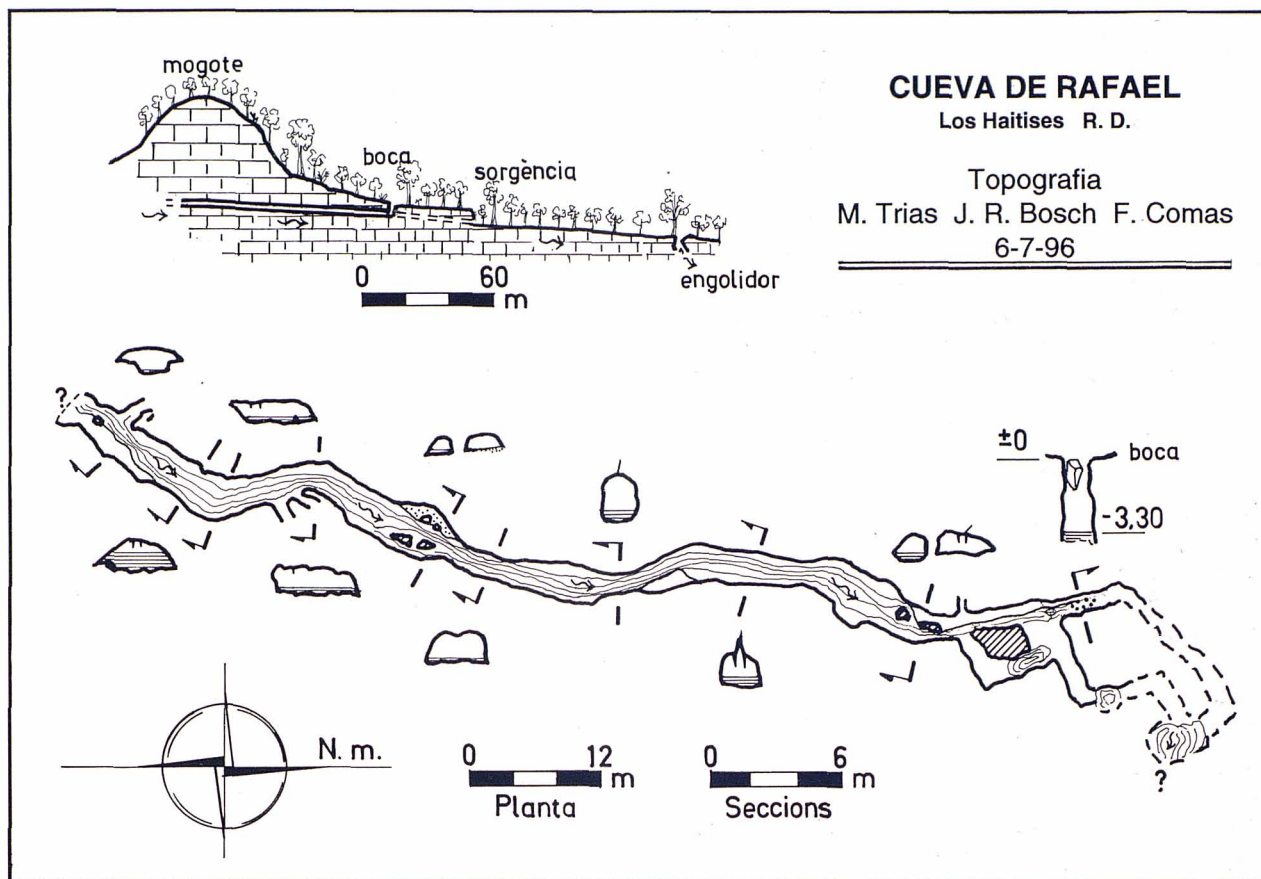 mogote
boca
sorgència
engolidor
0 60
m
CUEVA DE RAFAEL
Los Haitises R. D.
Topografia
M. Trias J. R. Bosch F. Comas
6-7-96
?
±0
boca
-3,30
N. m.
0 12
m
Planta
0 6
m
Seccions
?